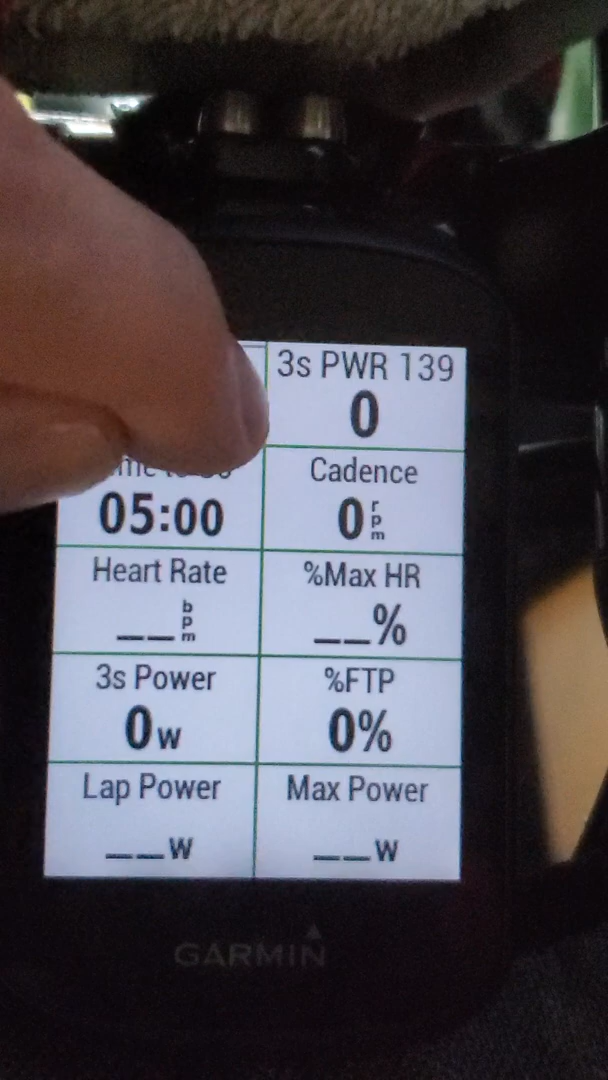 3s PWR 139
0
Cadence
05:00 0 rpm
Heart Rate %Max HR
__ bpm __%
3s Power %FTP
0w 0%
Lap Power Max Power
__w __w
GARMIN